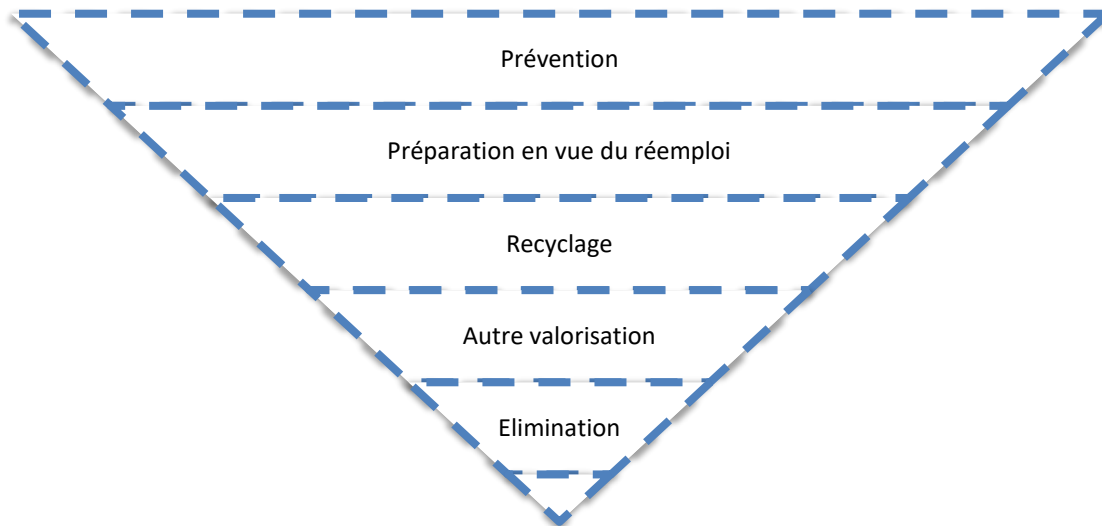 Prévention
Préparation en vue du réemploi
Recyclage
Autre valorisation
Elimination